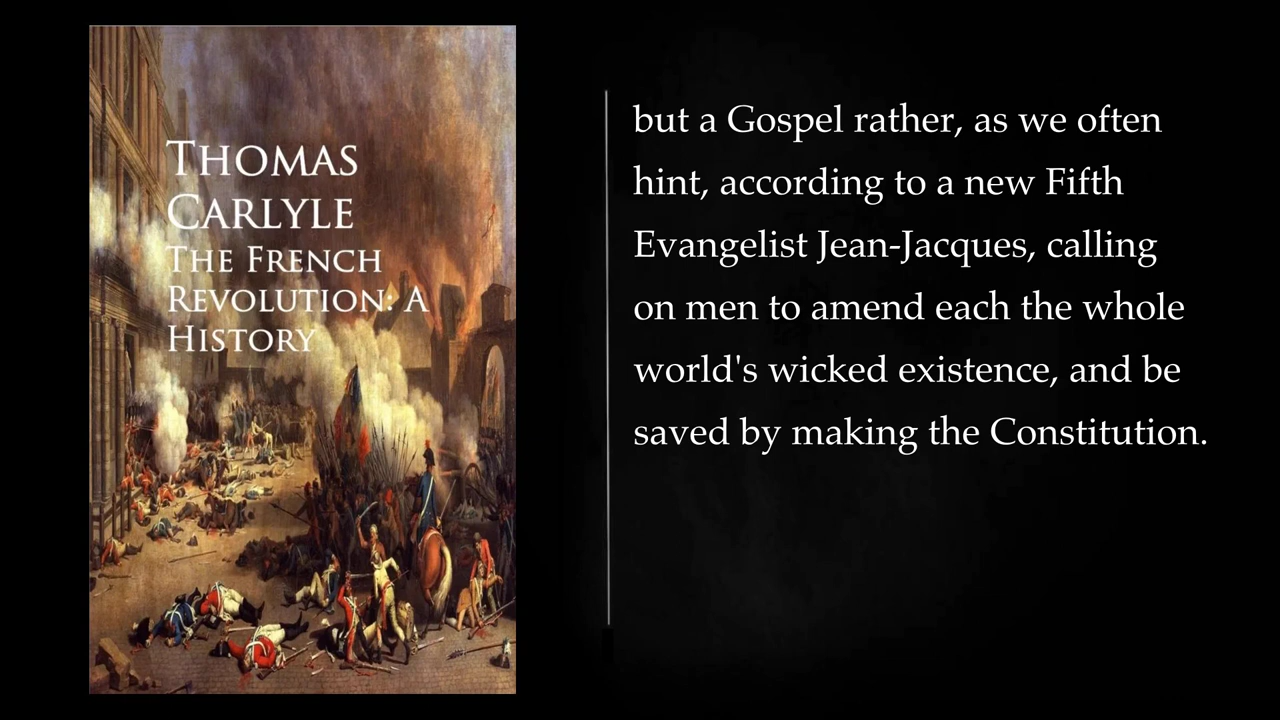 THOMAS
CARLYLE
THE FRENCH
REVOLUTION: A
HISTORY
but a Gospel rather, as we often
hint, according to a new Fifth
Evangelist Jean-Jacques, calling
on men to amend each the whole
world's wicked existence, and be
saved by making the Constitution.